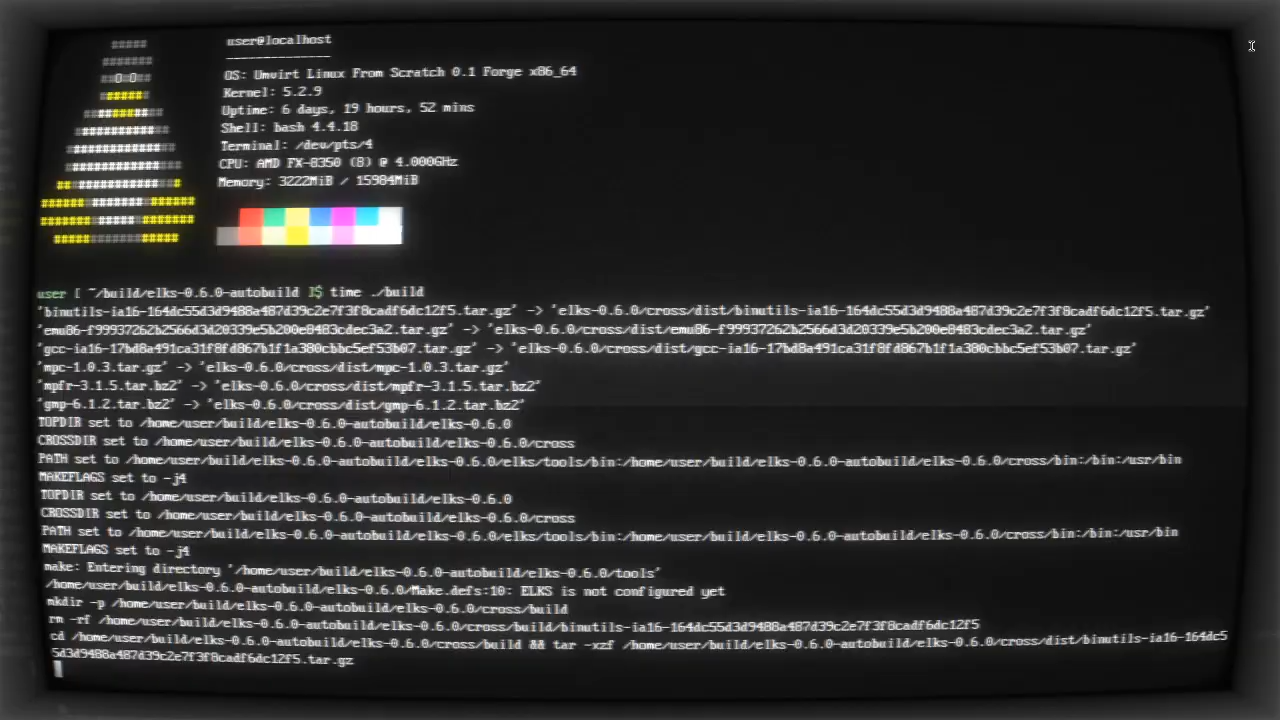 user@localhost
OS: Umvirt Linux From Scratch 0.1 Forge x86_64
Kernel: 5.2.9
Uptime: 6 days, 19 hours, 52 mins
Shell: bash 4.4.18
Terminal: /dev/pts/4
CPU: AMD FX-8350 (8) @ 4.000GHz
Memory: 3222MiB / 15984MiB
user [ ~/build/elks-0.6.0-autobuild ]$ time ./build
'binutils-ia16-164dc55d3d9488a487d39c2e7f3f8cadf6dc12f5.tar.gz' -> 'elks-0.6.0/cross/dist/binutils-ia16-164dc55d3d9488a487d39c2e7f3f8cadf6dc12f5.tar.gz'
'emu86-f99937262b2566d3d20339e5b200e8483cdec3a2.tar.gz' -> 'elks-0.6.0/cross/dist/emu86-f99937262b2566d3d20339e5b200e8483cdec3a2.tar.gz'
'gcc-ia16-17bd8a491ca31f8fd867b1f1a380cbbc5ef53b07.tar.gz' -> 'elks-0.6.0/cross/dist/gcc-ia16-17bd8a491ca31f8fd867b1f1a380cbbc5ef53b07.tar.gz'
'mpc-1.0.3.tar.gz' -> 'elks-0.6.0/cross/dist/mpc-1.0.3.tar.gz'
'mpfr-3.1.5.tar.bz2' -> 'elks-0.6.0/cross/dist/mpfr-3.1.5.tar.bz2'
'gmp-6.1.2.tar.bz2' -> 'elks-0.6.0/cross/dist/gmp-6.1.2.tar.bz2'
TOPDIR set to /home/user/build/elks-0.6.0-autobuild/elks-0.6.0
CROSSDIR set to /home/user/build/elks-0.6.0-autobuild/elks-0.6.0/cross
PATH set to /home/user/build/elks-0.6.0-autobuild/elks-0.6.0/elks/tools/bin:/home/user/build/elks-0.6.0-autobuild/elks-0.6.0/cross/bin:/bin:/usr/bin
MAKEFLAGS set to -j4
TOPDIR set to /home/user/build/elks-0.6.0-autobuild/elks-0.6.0
CROSSDIR set to /home/user/build/elks-0.6.0-autobuild/elks-0.6.0/cross
PATH set to /home/user/build/elks-0.6.0-autobuild/elks-0.6.0/elks/tools/bin:/home/user/build/elks-0.6.0-autobuild/elks-0.6.0/cross/bin:/bin:/usr/bin
MAKEFLAGS set to -j4
make: Entering directory '/home/user/build/elks-0.6.0-autobuild/elks-0.6.0/tools'
/home/user/build/elks-0.6.0-autobuild/elks-0.6.0/Make.defs:10: ELKS is not configured yet
mkdir -p /home/user/build/elks-0.6.0-autobuild/elks-0.6.0/cross/build
rm -rf /home/user/build/elks-0.6.0-autobuild/elks-0.6.0/cross/build/binutils-ia16-164dc55d3d9488a487d39c2e7f3f8cadf6dc12f5
cd /home/user/build/elks-0.6.0-autobuild/elks-0.6.0/cross/build && tar -xzf /home/user/build/elks-0.6.0-autobuild/elks-0.6.0/cross/dist/binutils-ia16-164dc5
5d3d9488a487d39c2e7f3f8cadf6dc12f5.tar.gz